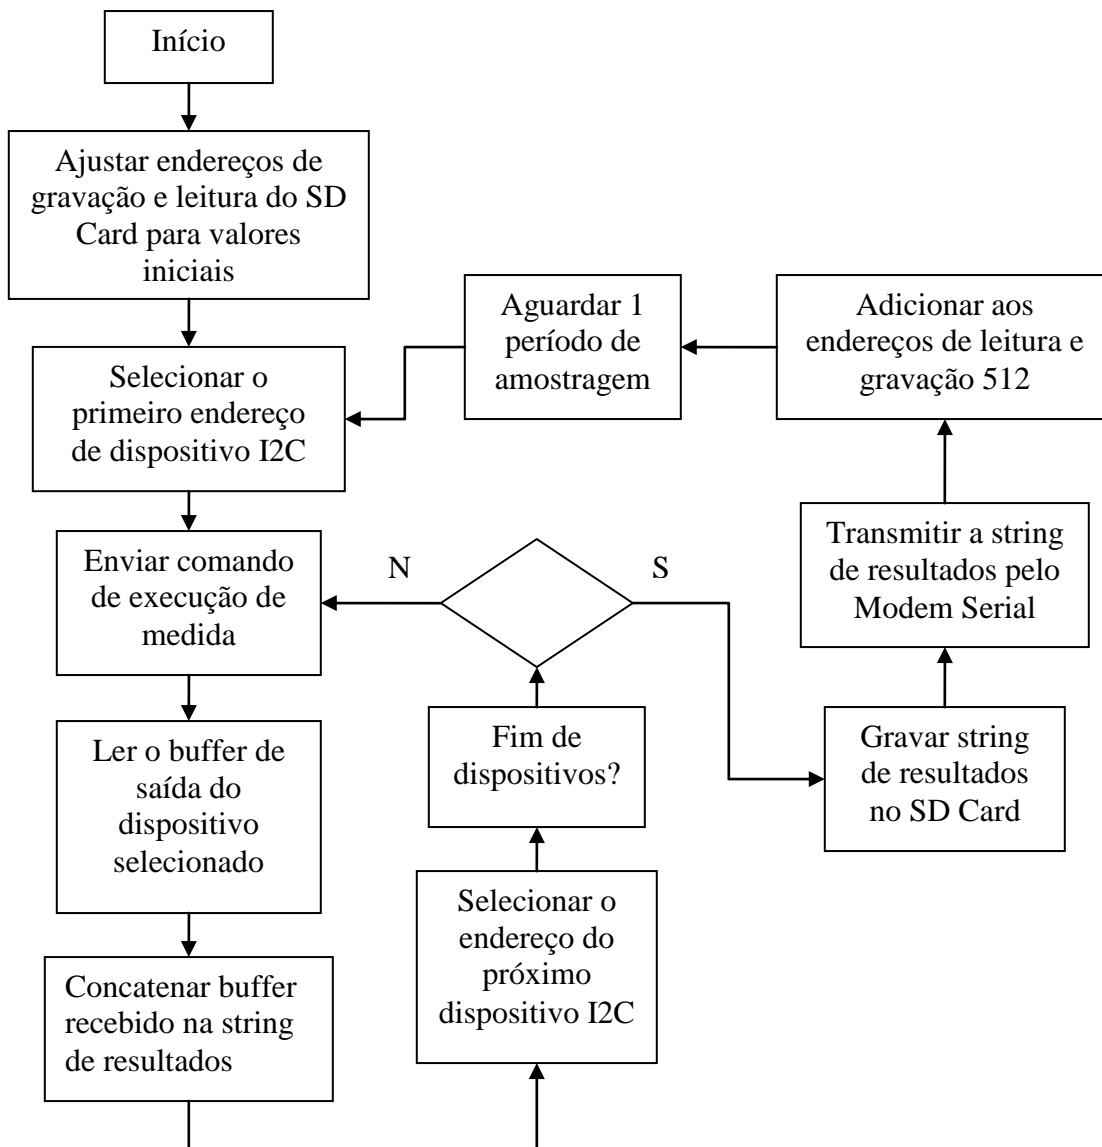 Início
Ajustar endereços de
gravação e leitura do SD
Card para valores
iniciais
Selecionar o
primeiro endereço
de dispositivo I2C
Enviar comando
de execução de
medida
Ler o buffer de
saída do
dispositivo
selecionado
Concatenar buffer
recebido na string
de resultados
Selecionar o
endereço do
próximo
dispositivo I2C
Fim de
dispositivos?
N
S
Gravar string
de resultados
no SD Card
Transmitir a string
de resultados pelo
Modem Serial
Adicionar aos
endereços de leitura e
gravação 512
Aguardar 1
período de
amostragem